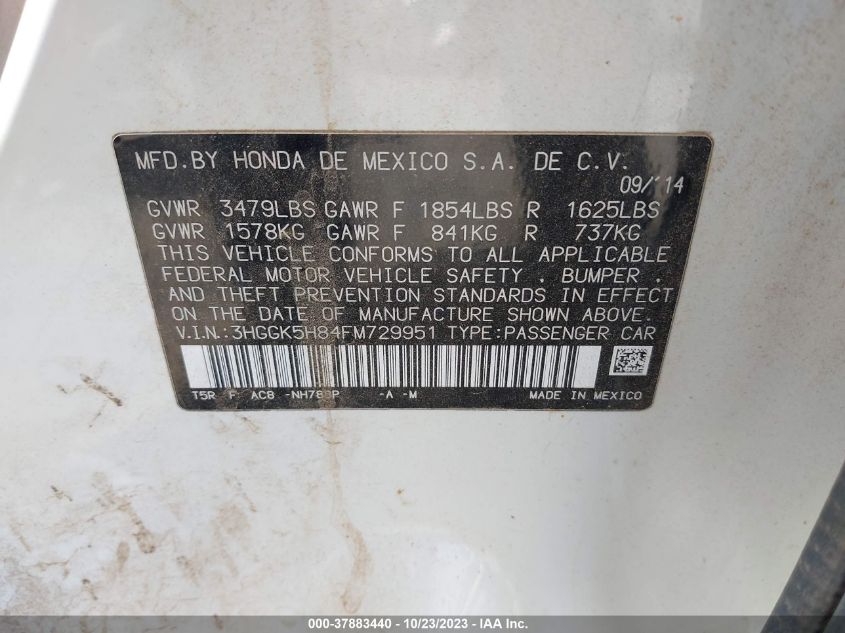 MFD.BY HONDA DE MEXICO S.A. DE C.V.
09/'14
GVWR 3479LBS GAWR F 1854LBS R 1625LBS
GVWR 1578KG GAWR F 841KG R 737KG
THIS VEHICLE CONFORMS TO ALL APPLICABLE
FEDERAL MOTOR VEHICLE SAFETY , BUMPER ,
AND THEFT PREVENTION STANDARDS IN EFFECT
ON THE DATE OF MANUFACTURE SHOWN ABOVE.
V.I.N.:3HGGK5H84FM729951 TYPE:PASSENGER CAR
T5R F AC8 -A -M MADE IN MEXICO
000-37883440 - 10/23/2023 - IAA Inc.